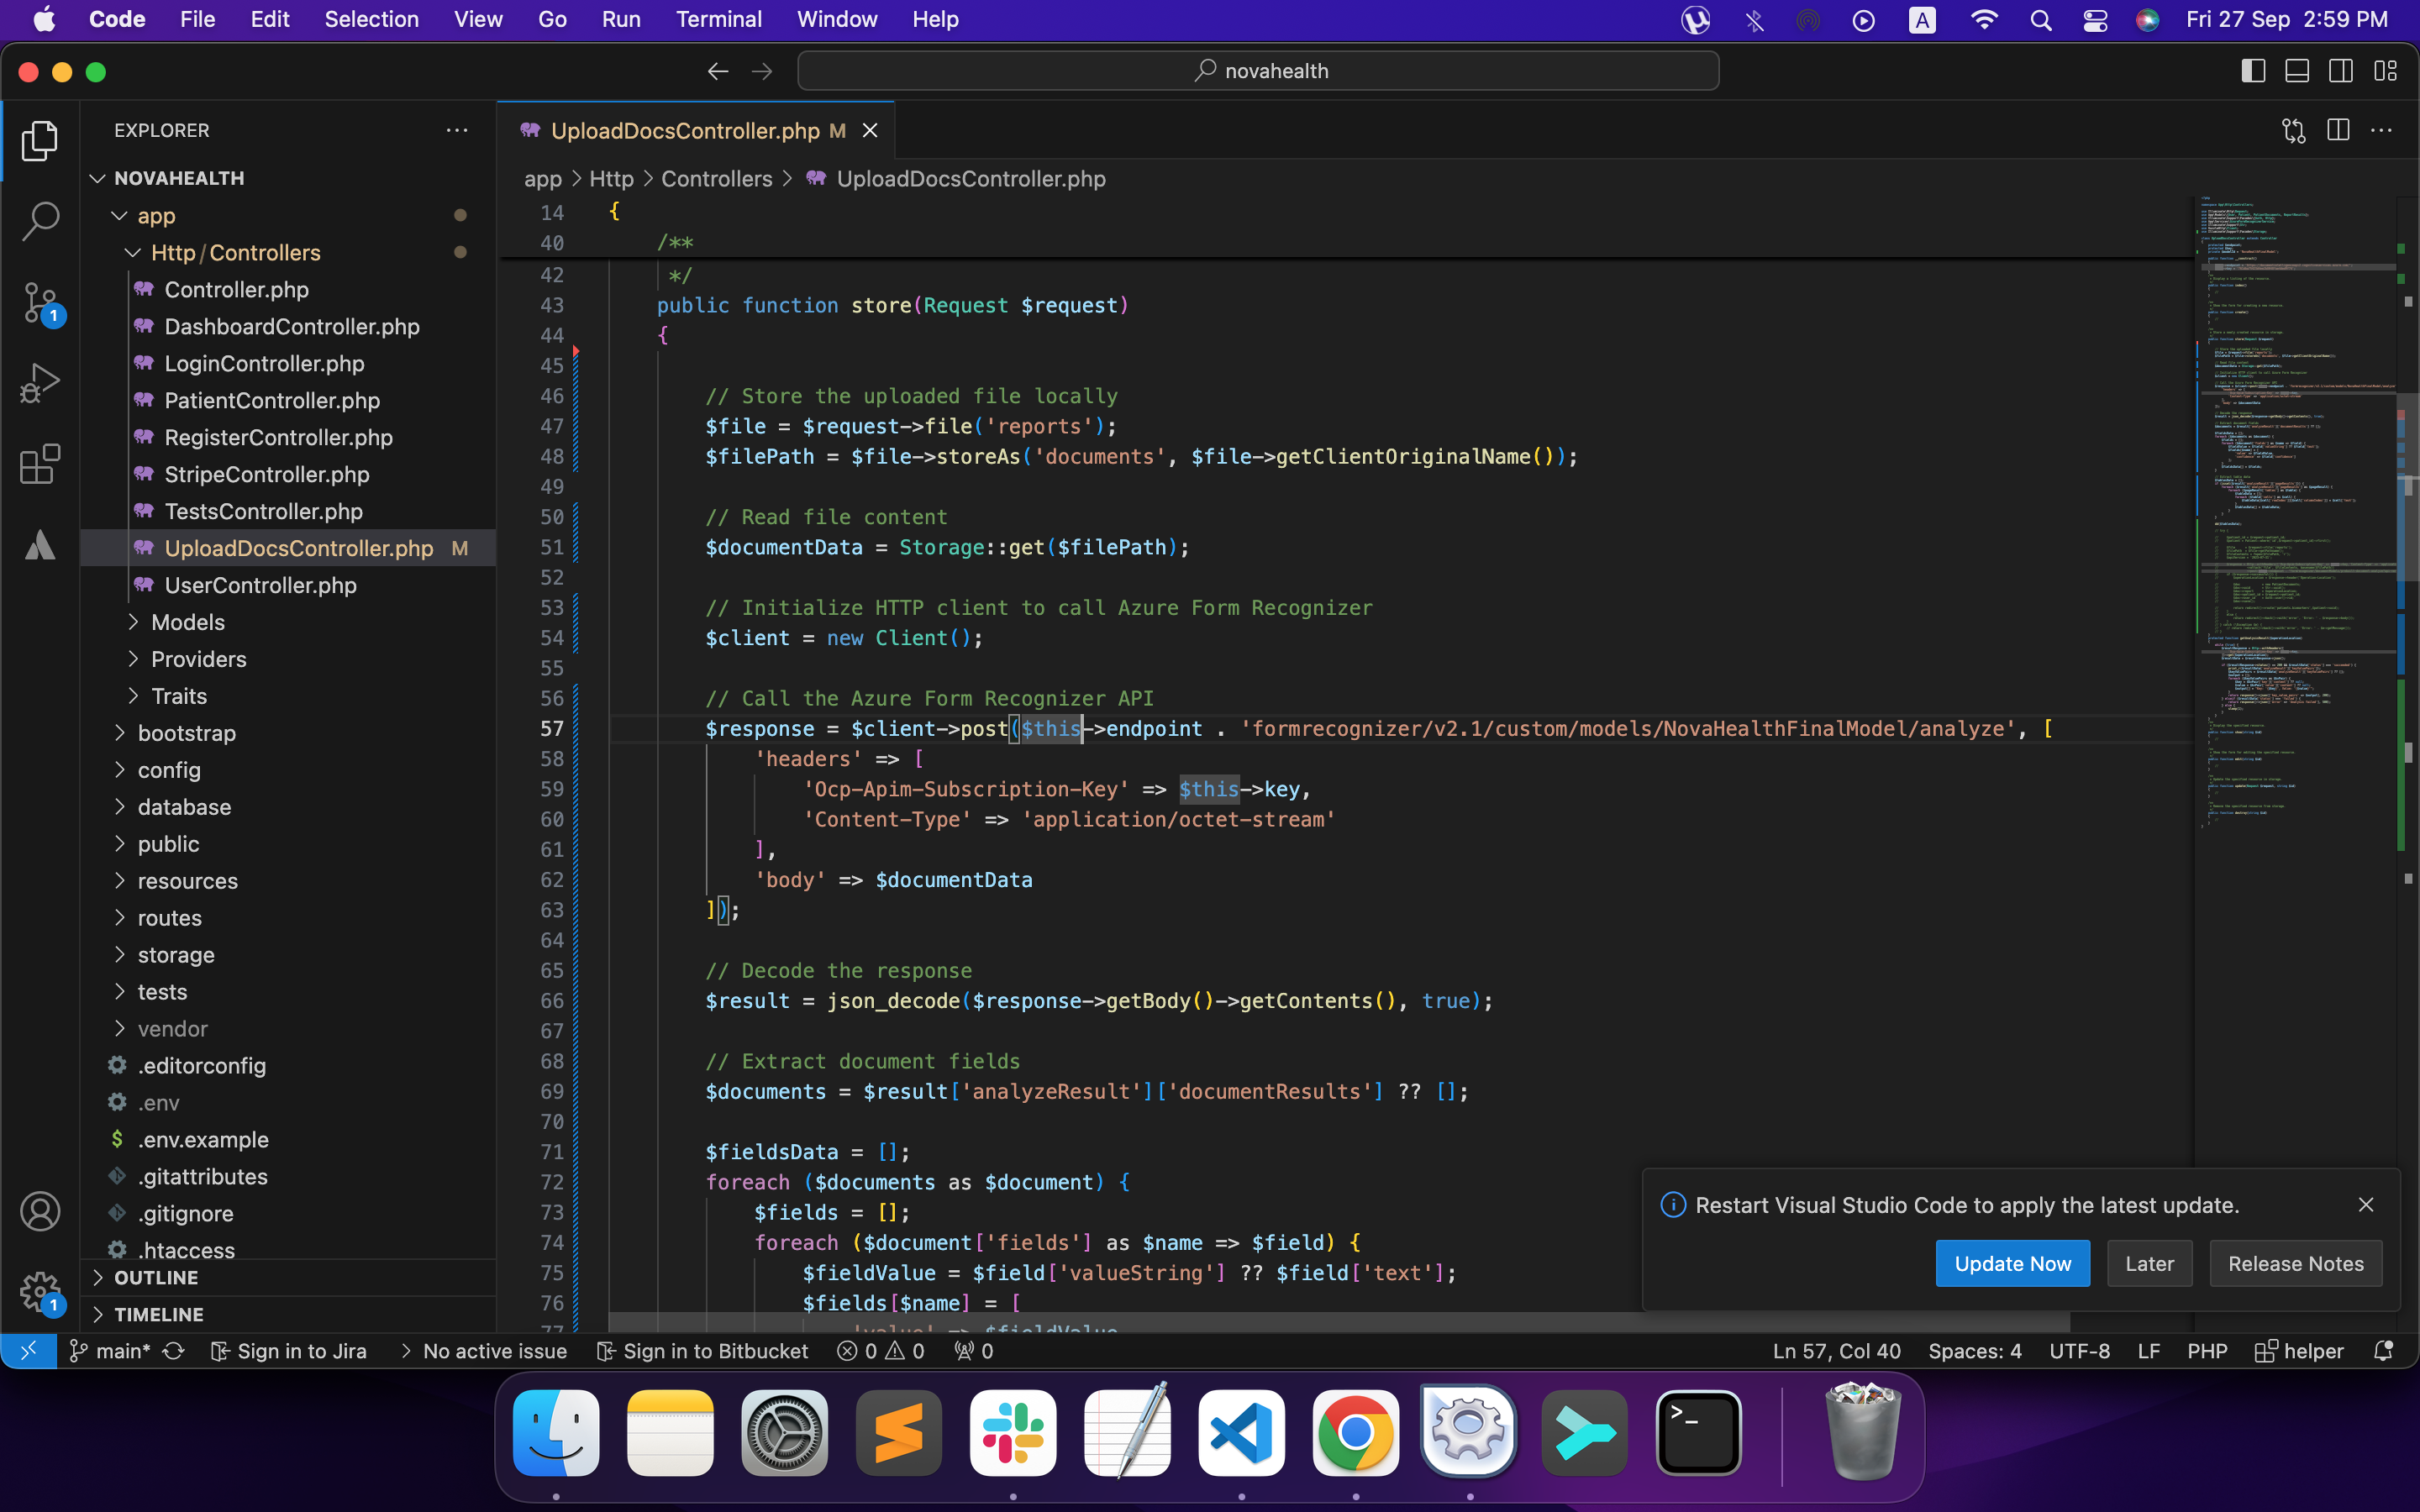 Code File Edit Selection View Go Run Terminal Window Help
A Fri 27 Sep 2:59 PM
novahealth
EXPLORER
NOVAHEALTH
app
Http/Controllers
Controller.php
DashboardController.php
LoginController.php
PatientController.php
RegisterController.php
StripeController.php
TestsController.php
UploadDocsController.php M
UserController.php
Models
Providers
Traits
bootstrap
config
database
public
resources
routes
storage
tests
vendor
.editorconfig
.env
.env.example
.gitattributes
.gitignore
.htaccess
OUTLINE
TIMELINE
1
1
UploadDocsController.php M
app > Http > Controllers > UploadDocsController.php
14 {
40 /**
42 */
43 public function store(Request $request)
44 {
45
46 // Store the uploaded file locally
47 $file = $request->file('reports');
48 $filePath = $file->storeAs('documents', $file->getClientOriginalName());
49
50 // Read file content
51 $documentData = Storage::get($filePath);
52
53 // Initialize HTTP client to call Azure Form Recognizer
54 $client = new Client();
55
56 // Call the Azure Form Recognizer API
57 $response = $client->post($this->endpoint . 'formrecognizer/v2.1/custom/models/NovaHealthFinalModel/analyze', [
58 'headers' => [
59 'Ocp-Apim-Subscription-Key' => $this->key,
60 'Content-Type' => 'application/octet-stream'
61 ],
62 'body' => $documentData
63 ]);
64
65 // Decode the response
66 $result = json_decode($response->getBody()->getContents(), true);
67
68 // Extract document fields
69 $documents = $result['analyzeResult']['documentResults'] ?? [];
70
71 $fieldsData = [];
72 foreach ($documents as $document) {
73 $fields = [];
74 foreach ($document['fields'] as $name => $field) {
75 $fieldValue = $field['valueString'] ?? $field['text'];
76 $fields[$name] = [
77 'value' => $fieldValue
Restart Visual Studio Code to apply the latest update.
Update Now Later Release Notes
main* Sign in to Jira > No active issue Sign in to Bitbucket 0 0 0
Ln 57, Col 40 Spaces: 4 UTF-8 LF PHP helper
>_